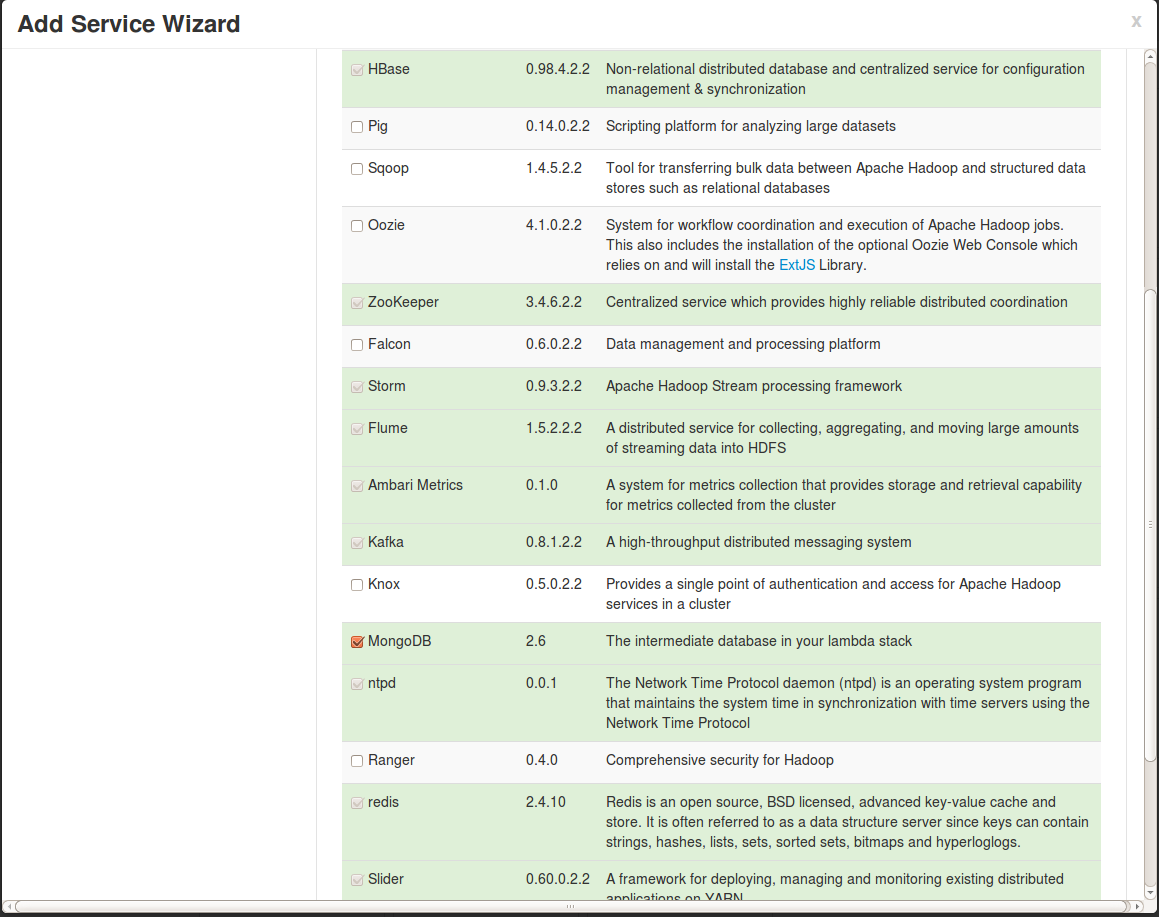 Add Service Wizard
x
HBase 0.98.4.2.2 Non-relational distributed database and centralized service for configuration
management & synchronization
Pig 0.14.0.2.2 Scripting platform for analyzing large datasets
Sqoop 1.4.5.2.2 Tool for transferring bulk data between Apache Hadoop and structured data
stores such as relational databases
Oozie 4.1.0.2.2 System for workflow coordination and execution of Apache Hadoop jobs.
This also includes the installation of the optional Oozie Web Console which
relies on and will install the ExtJS Library.
ZooKeeper 3.4.6.2.2 Centralized service which provides highly reliable distributed coordination
Falcon 0.6.0.2.2 Data management and processing platform
Storm 0.9.3.2.2 Apache Hadoop Stream processing framework
Flume 1.5.2.2.2 A distributed service for collecting, aggregating, and moving large amounts
of streaming data into HDFS
Ambari Metrics 0.1.0 A system for metrics collection that provides storage and retrieval capability
for metrics collected from the cluster
Kafka 0.8.1.2.2 A high-throughput distributed messaging system
Knox 0.5.0.2.2 Provides a single point of authentication and access for Apache Hadoop
services in a cluster
MongoDB 2.6 The intermediate database in your lambda stack
ntpd 0.0.1 The Network Time Protocol daemon (ntpd) is an operating system program
that maintains the system time in synchronization with time servers using the
Network Time Protocol
Ranger 0.4.0 Comprehensive security for Hadoop
redis 2.4.10 Redis is an open source, BSD licensed, advanced key-value cache and
store. It is often referred to as a data structure server since keys can contain
strings, hashes, lists, sets, sorted sets, bitmaps and hyperloglogs.
Slider 0.60.0.2.2 A framework for deploying, managing and monitoring existing distributed
applications on YARN